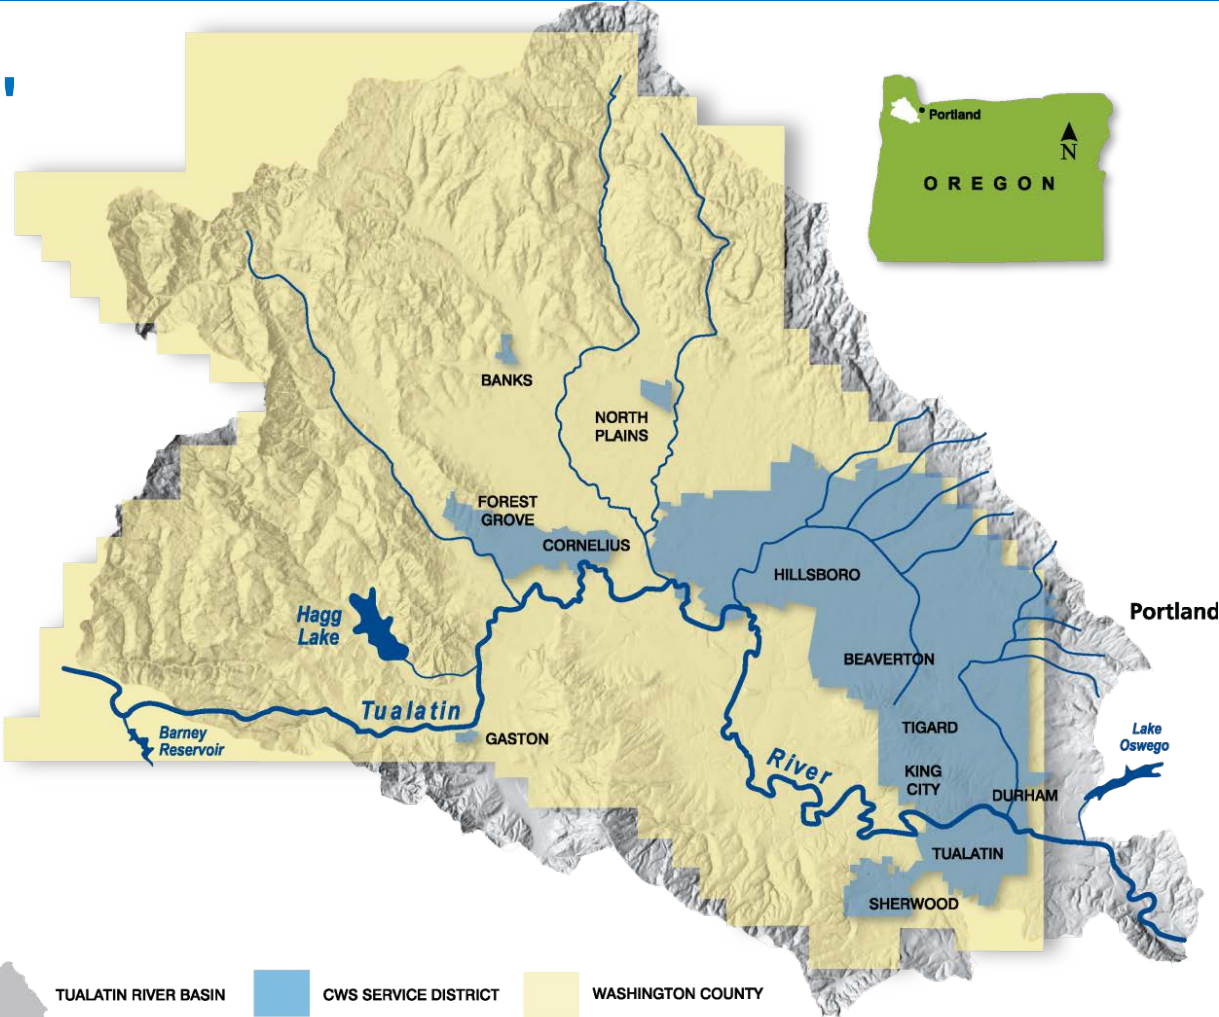 '
Portland
N
OREGON
BANKS
NORTH
PLAINS
FOREST
GROVE
CORNELIUS
HILLSBORO
Hagg
Lake
Portland
BEAVERTON
Tualatin
TIGARD
Barney
Reservoir
GASTON
Lake
Oswego
River
KING
CITY
DURHAM
TUALATIN
SHERWOOD
TUALATIN RIVER BASIN
CWS SERVICE DISTRICT
WASHINGTON COUNTY